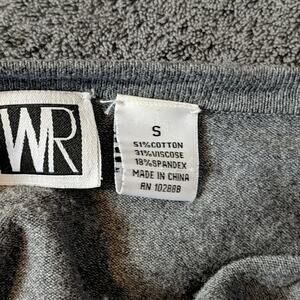 WR
S
51%COTTON
31%VISCOSE
18%SPANDEX
MADE IN CHINA
RN 102888